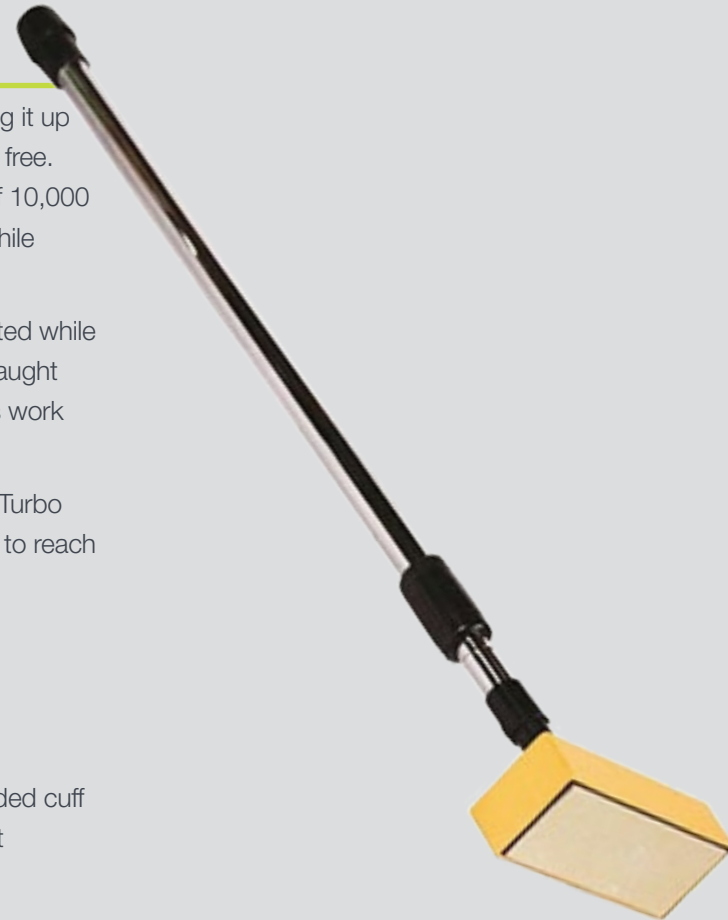 g it up
free.
10,000
hile
ted while
aught
work
Turbo
to reach
ded cuff
t